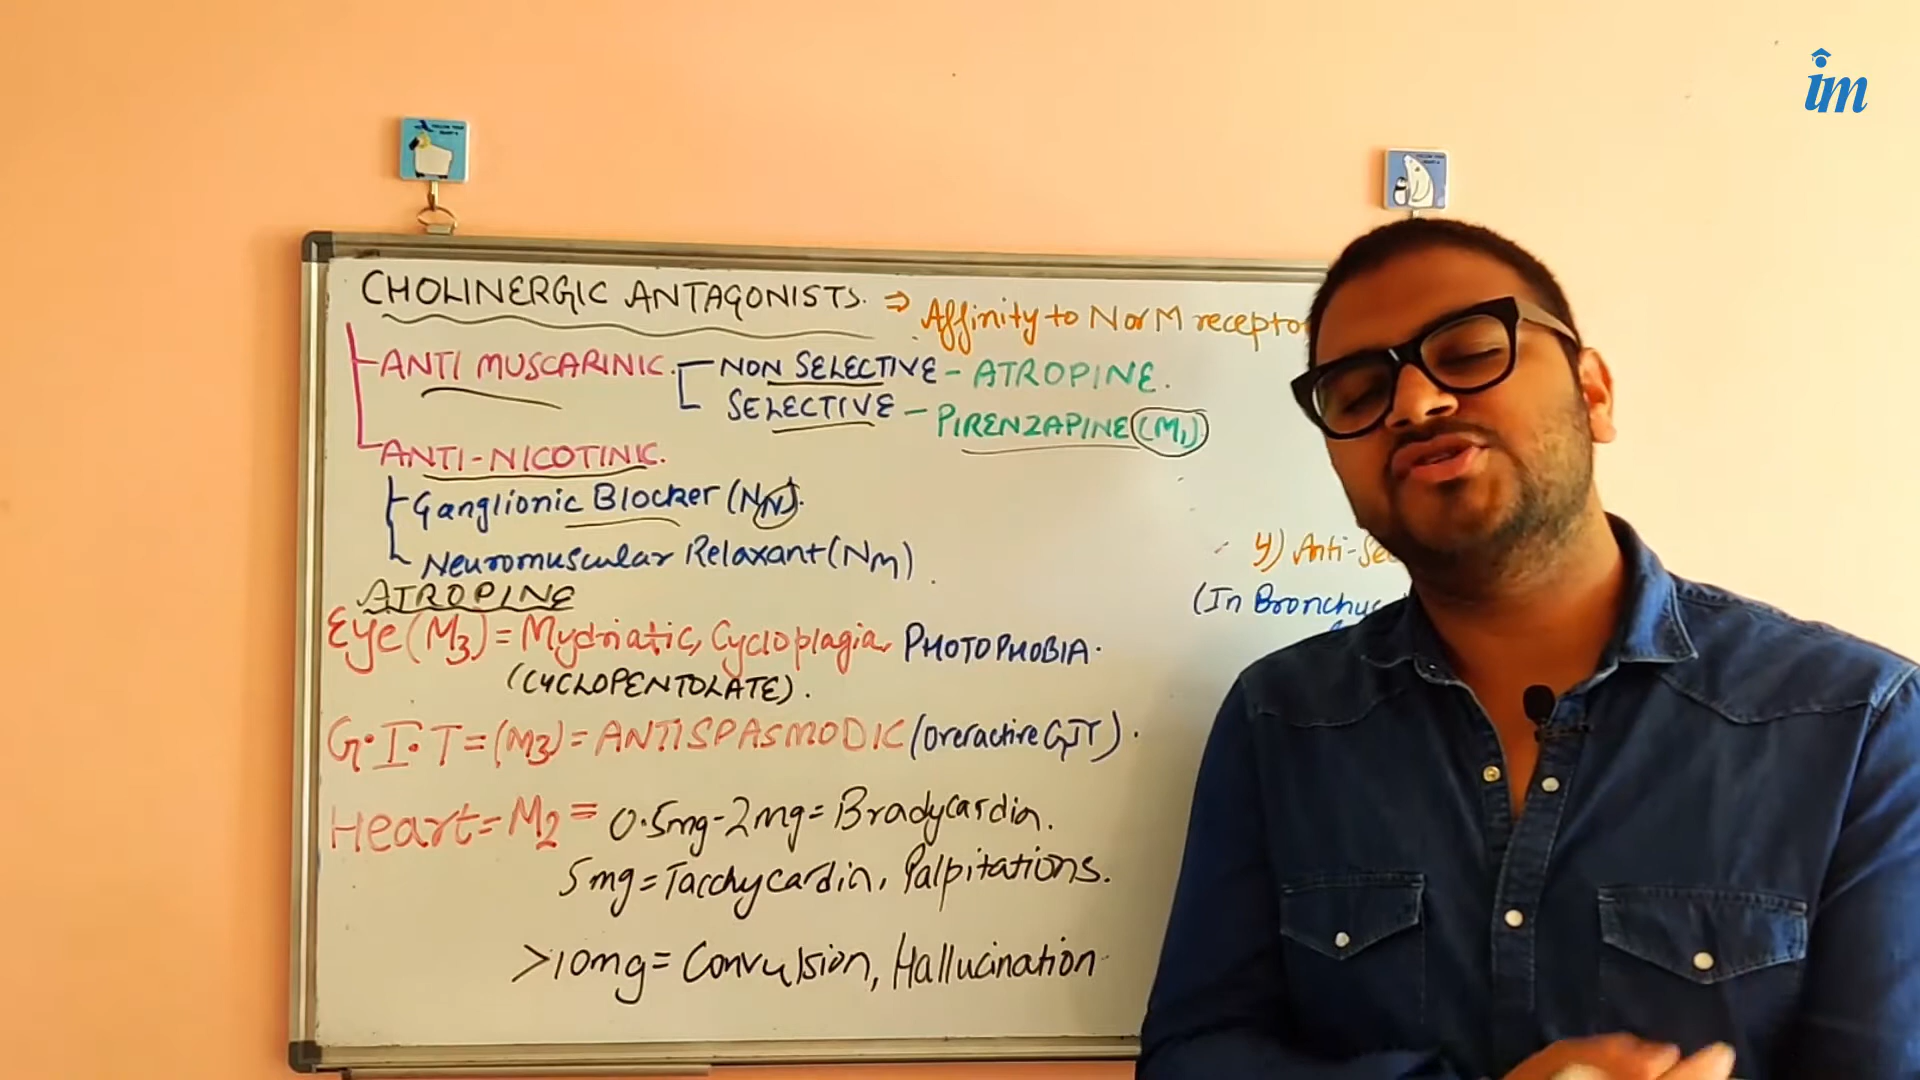 im
CHOLINERGIC ANTAGONISTS. ⇒ Affinity to N or M recepto
ANTI MUSCARINIC. NON SELECTIVE - ATROPINE.
SELECTIVE - PIRENZAPINE (M1)
ANTI-NICOTINIC.
Ganglionic Blocker (NN).
Neuromuscular Relaxant (NM).
4) Anti-Se
(In Bronchu
ATROPINE
Eye (M3) = Mydriatic, Cycloplagia, PHOTOPHOBIA.
(CYCLOPENTOLATE).
G.I.T = (M3) = ANTISPASMODIC (Overactive GIT).
Heart = M2 = 0.5mg-2mg = Bradycardia.
5mg = Tacchycardia, Palpitations.
>10mg = Convulsion, Hallucination